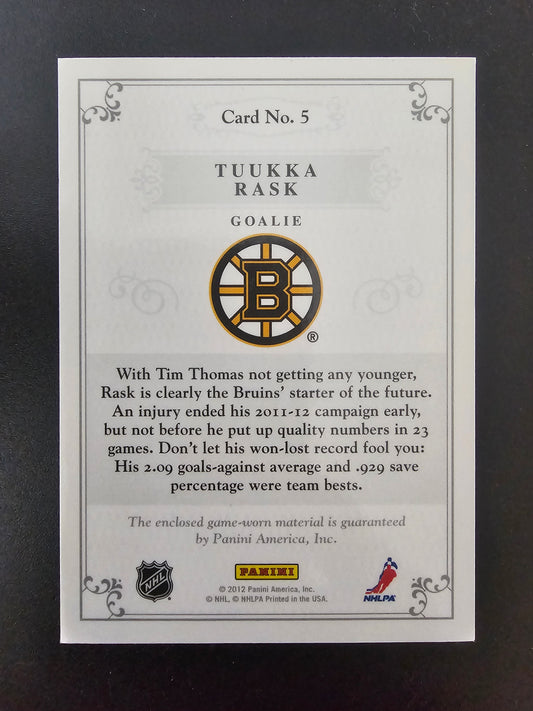 Card No. 5
TUUKKA
RASK
GOALIE
B
®
With Tim Thomas not getting any younger,
Rask is clearly the Bruins' starter of the future.
An injury ended his 2011-12 campaign early,
but not before he put up quality numbers in 23
games. Don't let his won-lost record fool you:
His 2.09 goals-against average and .929 save
percentage were team bests.
The enclosed game-worn material is guaranteed
by Panini America, Inc.
NHL
PANINI
© 2012 Panini America, Inc.
© NHL, © NHLPA Printed in the USA.
NHLPA